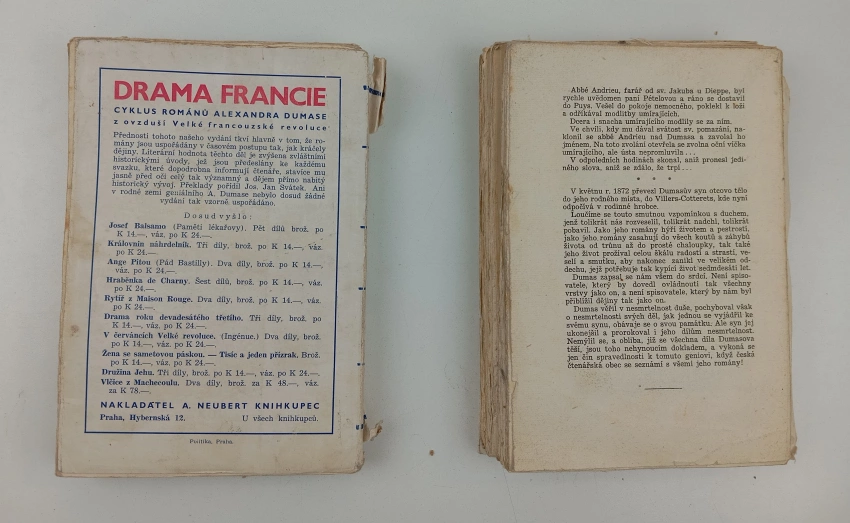 DRAMA FRANCIE
CYKLUS ROMÁNŮ ALEXANDRA DUMASE
z ovzduší Velké francouzské revoluce
Předností tohoto našeho vydání tkví hlavně v tom, že ro-
mány jsou uspořádány v časovém postupu tak, jak kráčely
dějiny. Literární hodnota těchto děl je zvýšena zvláštními
historickými úvody, jež jsou předeslány ke každému
svazku, které dopodrobna informují čtenáře, stavíce mu
jasně před oči celý tak významný a dějem přímo nabitý
historický vývoj. Překlady pořídil Jos. Jan Svátek. Ani
v rodné zemi geniálního A. Dumase nebylo dosud žádné
vydání tak vzorně uspořádáno.
Dosud vyšlo:
Josef Balsamo (Paměti lékařovy). Pět dílů, brož. po
K 14.—, váz. po K 24.—.
Královnin náhrdelník. Tři díly, brož. po K 14.—, váz.
po K 24.—.
Ange Pitou (Pád Bastilly). Dva díly, brož. po K 14.—,
váz. po K 24.—.
Hraběnka de Charny. Šest dílů, brož. po K 14.—, váz.
po K 24.—.
Rytíř z Maison Rouge. Dva díly, brož. po K 14.—, váz.
po K 24.—.
Drama roku devadesátého třetího. Tři díly, brož. po
K 14.—, váz. po K 24.—.
V červáncích Velké revoluce. (Ingénue.) Dva díly, brož.
po K 14.—, váz. po K 24.—.
Žena se sametovou páskou. — Tisíc a jeden přízrak. Brož.
po K 14.—, váz. po K 24.—.
Družina Jehu. Tři díly, brož. po K 14.—, váz. po K 24.—.
Vlčice z Machecoulu. Dva díly, brož. za K 48.—, váz.
za K 78.—.
NAKLADATEL A. NEUBERT KNIHKUPEC
Praha, Hybernská 12. U všech knihkupců.
Politika, Praha.
Abbé Andrieu, farář od sv. Jakuba u Dieppe, byl
rychle uvědomen paní Pételovou a ráno se dostavil
do Puys. Vešel do pokoje nemocného, poklekl k loži
a odříkával modlitby umírajících.
Dcera i snacha umírajícího modlily se za ním.
Ve chvíli, kdy mu dával svátost sv. pomazání, na-
klonil se abbé Andrieu nad Dumasa a zavolal ho
jménem. Na toto zvolání otevřela se zvolna oční víčka
umírajícího, ale ústa nepromluvila . . .
V odpoledních hodinách skonal, aniž pronesl jedi-
ného slova, aniž se zdálo, že trpí . . .
* * *
V květnu r. 1872 převezl Dumasův syn otcovo tělo
do jeho rodného místa, do Villers-Cotterets, kde nyní
odpočívá v rodinné hrobce.
Loučíme se touto smutnou vzpomínkou s duchem,
jenž tolikrát nás rozveselil, tolikrát nadchl, tolikrát
pobavil. Jako jeho romány hýří životem a pestrostí,
jako jeho romány zasahují do všech koutů a záhybů
života od trůnu až do prosté chaloupky, tak také
jeho život prožíval celou škálu radostí a strastí, ve-
selí a smutku, aby nakonec zanikl ve velikém od-
dechu, jejž potřebuje tak kypící život sedmdesáti let.
Dumas zapsal se nám všem do srdcí. Není spiso-
vatele, který by dovedl ovládnouti tak všechny
vrstvy jako on, a není spisovatele, který by nám byl
přiblížil dějiny tak jako on.
Dumas věřil v nesmrtelnost duše, pochyboval však
o nesmrtelnosti svých děl, jak jednou se vyjádřil ke
svému synu, obávaje se o svou památku. Ale syn jej
ukonejšil a prorokoval i jeho dílům nesmrtelnost.
Nemýlil se, a obliba, již se všechna díla Dumasova
těší, jsou toho nehynoucím dokladem, a vykoná se
jen čin spravedlnosti k tomuto geniovi, když česká
čtenářská obec se seznámí s všemi jeho romány!